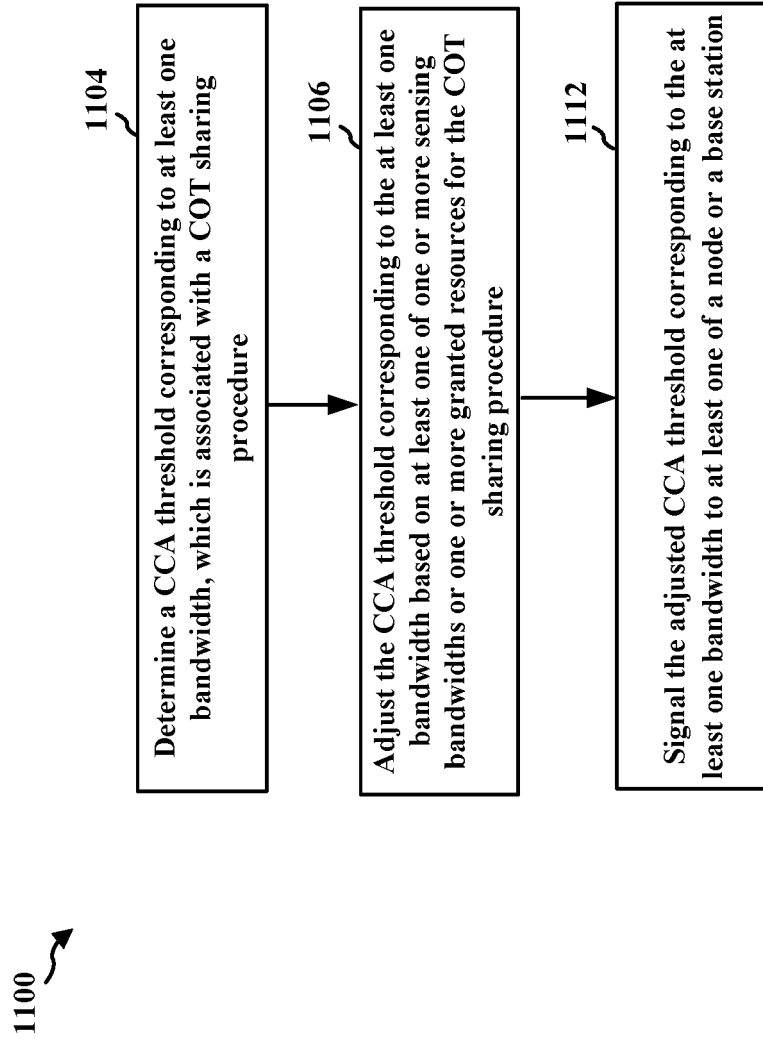 1100
1104
Determine a CCA threshold corresponding to at least one
bandwidth, which is associated with a COT sharing
procedure
1106
Adjust the CCA threshold corresponding to the at least one
bandwidth based on at least one of one or more sensing
bandwidths or one or more granted resources for the COT
sharing procedure
1112
Signal the adjusted CCA threshold corresponding to the at
least one bandwidth to at least one of a node or a base station